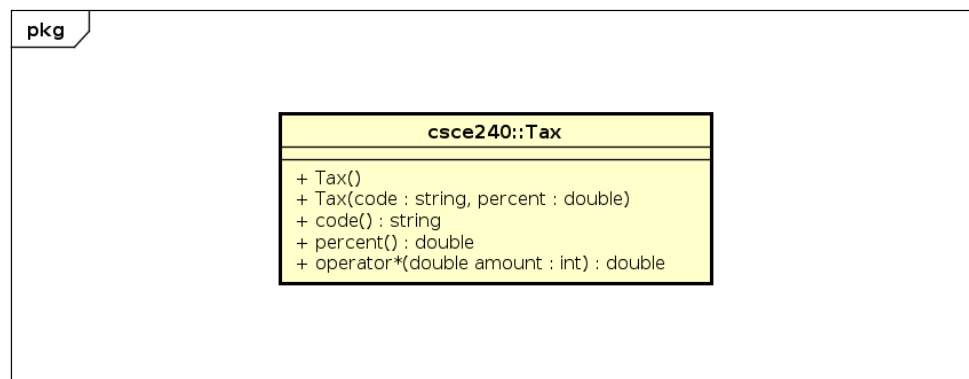 pkg
csce240::Tax
+ Tax()
+ Tax(code : string, percent : double)
+ code() : string
+ percent() : double
+ operator*(double amount : int) : double